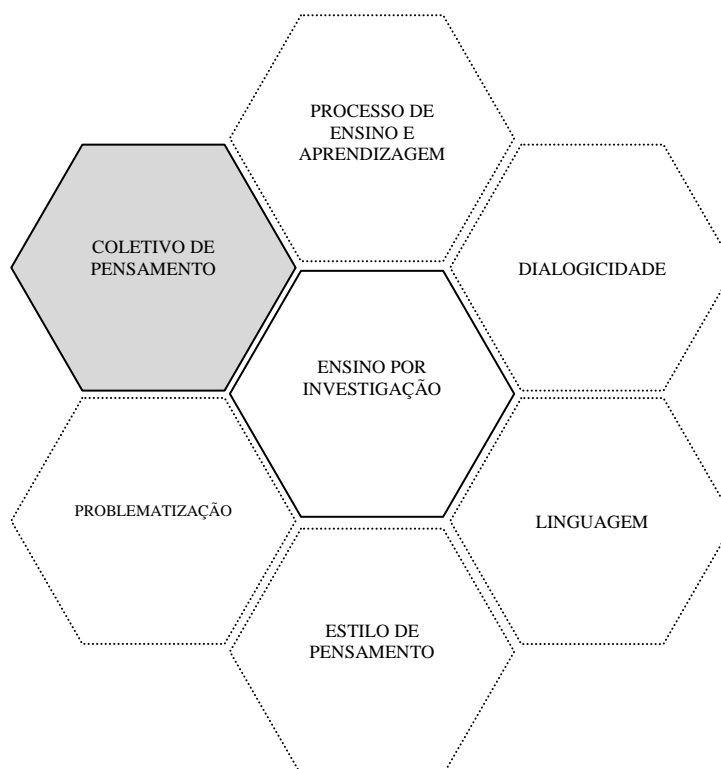 PROCESSO DE
ENSINO E
APRENDIZAGEM
COLETIVO DE
PENSAMENTO
DIALOGICIDADE
ENSINO POR
INVESTIGAÇÃO
PROBLEMATIZAÇÃO
LINGUAGEM
ESTILO DE
PENSAMENTO